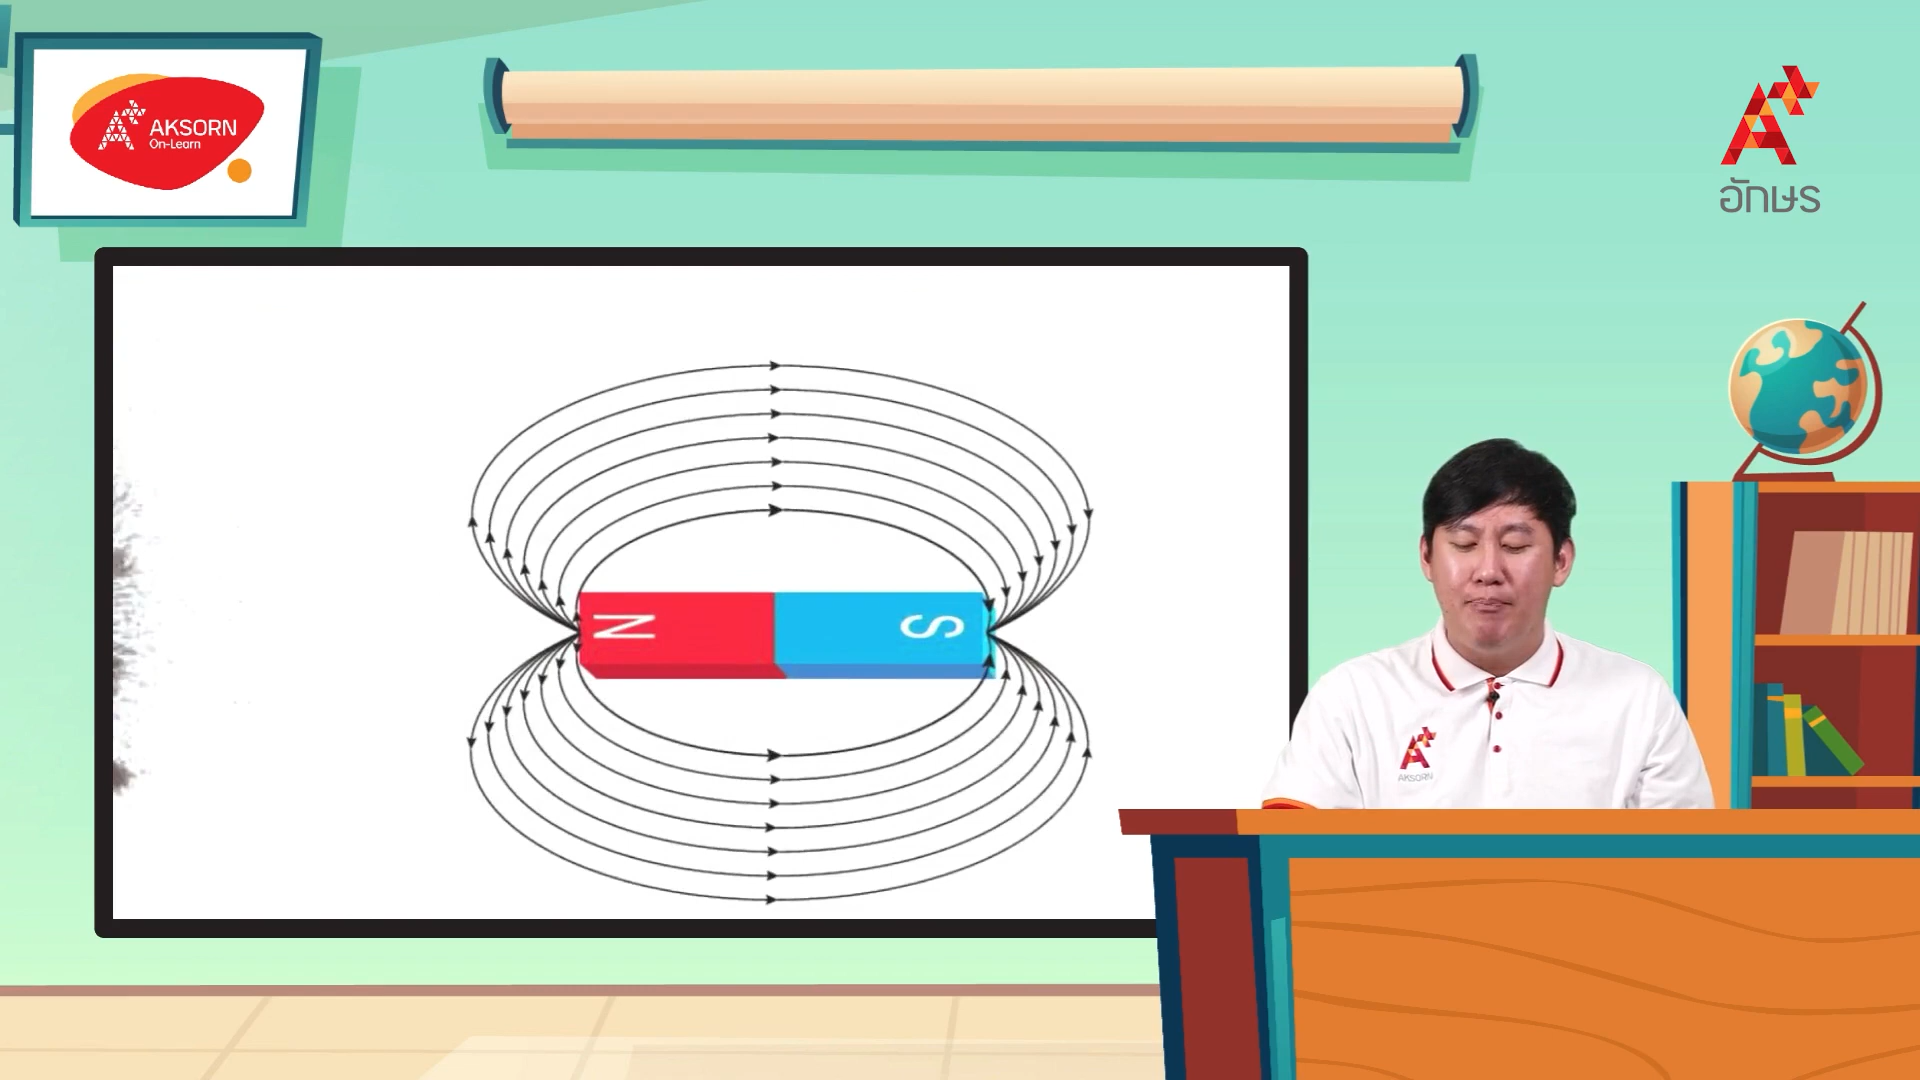 AKSORN
On-Learn
อักษร
N
S
AKSORN